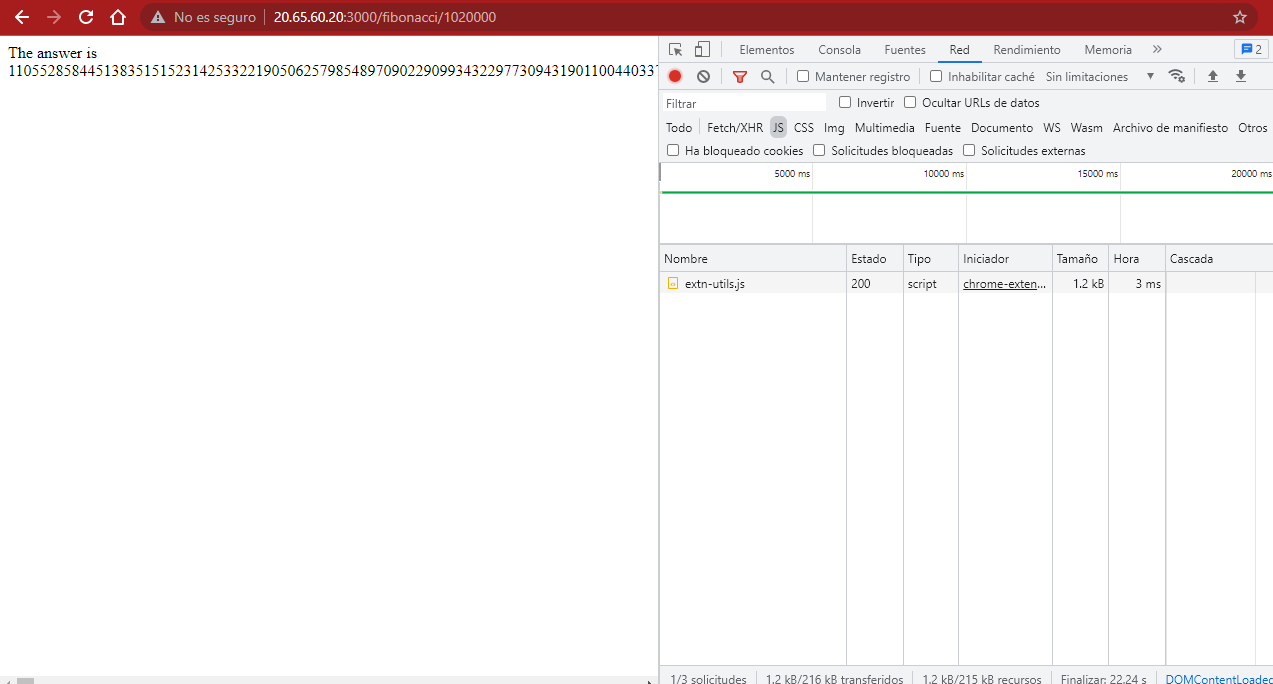 No es seguro
20.65.60.20:3000/fibonacci/1020000
The answer is
Elementos Consola Fuentes Red Rendimiento Memoria 2
Mantener registro Inhabilitar caché Sin limitaciones
Filtrar Invertir Ocultar URLs de datos
Todo Fetch/XHR JS CSS Img Multimedia Fuente Documento WS Wasm Archivo de manifiesto Otros
Ha bloqueado cookies Solicitudes bloqueadas Solicitudes externas
5000 ms 10000 ms 15000 ms 20000 ms
Nombre Estado Tipo Iniciador Tamaño Hora Cascada
extn-utils.js 200 script chrome-exten... 1.2 kB 3 ms
1/3 solicitudes 1.2 kB/216 kB transferidos 1.2 kB/215 kB recursos Finalizar: 22.24 s DOMContentLoaded